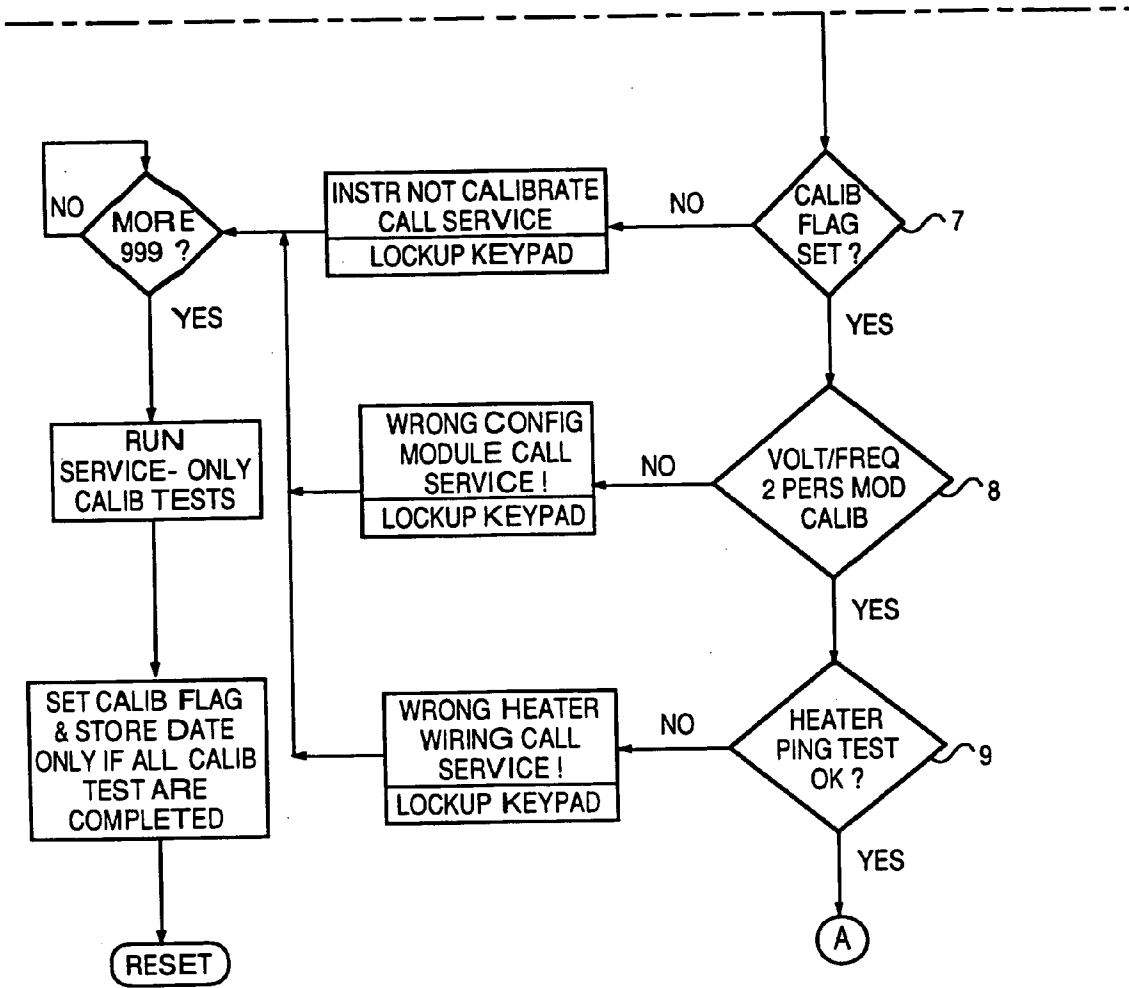 CALIB
FLAG
SET ?
7
NO
INSTR NOT CALIBRATE
CALL SERVICE
LOCKUP KEYPAD
NO
MORE
999 ?
YES
YES
RUN
SERVICE- ONLY
CALIB TESTS
WRONG CONFIG
MODULE CALL
SERVICE !
LOCKUP KEYPAD
NO
VOLT/FREQ
2 PERS MOD
CALIB
8
YES
SET CALIB FLAG
& STORE DATE
ONLY IF ALL CALIB
TEST ARE
COMPLETED
WRONG HEATER
WIRING CALL
SERVICE !
LOCKUP KEYPAD
NO
HEATER
PING TEST
OK ?
9
YES
A
RESET